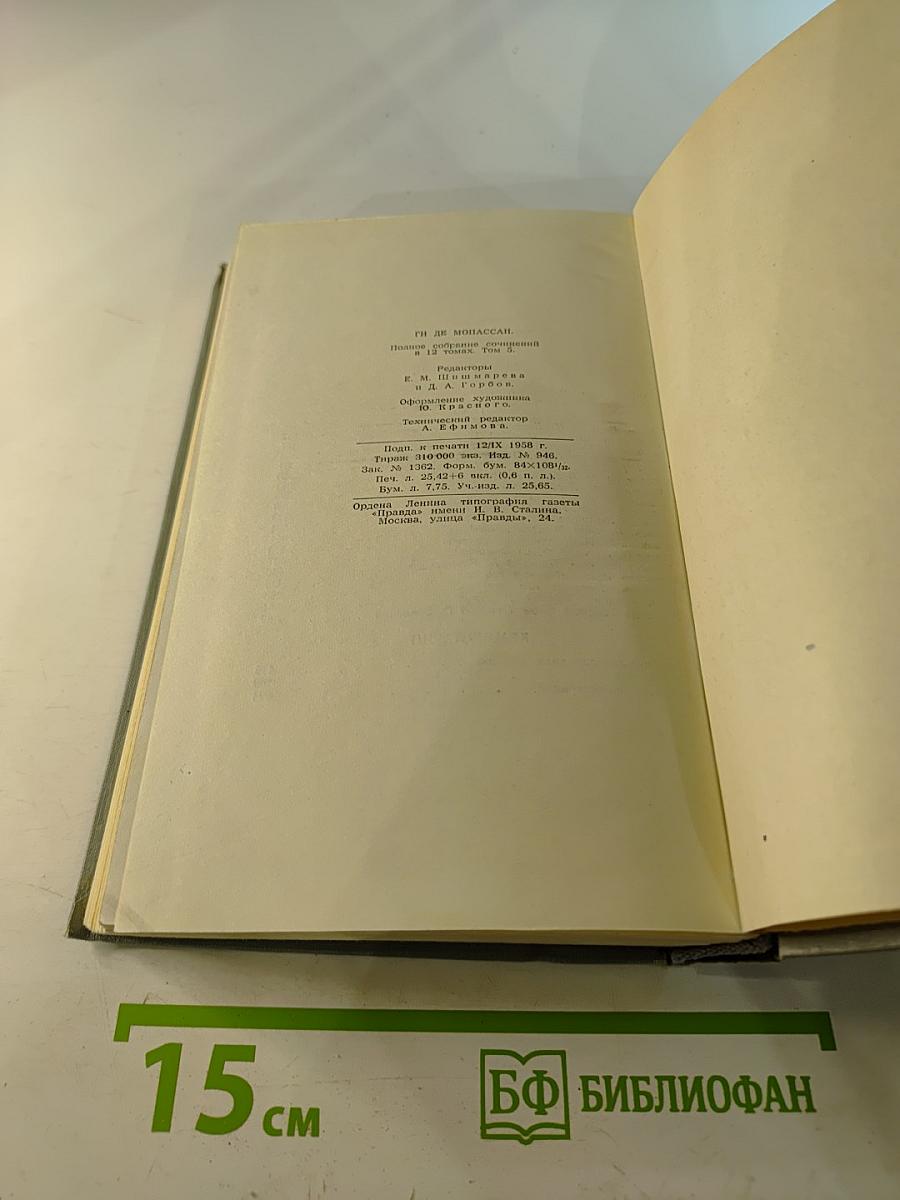 ГИ ДЕ МОПАССАН.
Полное собрание сочинений
в 12 томах. Том 5.
Редакторы
Е. М. Шишмарева
и Д. А. Горбов.
Оформление художника
Ю. Красного.
Технический редактор
А. Ефимова.
Подп. к печати 12/IX 1958 г.
Тираж 310 000 экз. Изд. № 946.
Зак. № 1362. Форм. бум. 84×108¹/₃₂.
Печ. л. 25,42+6 вкл. (0,6 п. л.).
Бум. л. 7,75. Уч.-изд. л. 25,65.
Ордена Ленина типография газеты
«Правда» имени И. В. Сталина.
Москва, улица «Правды», 24.
15 см
БФ БИБЛИОФАН